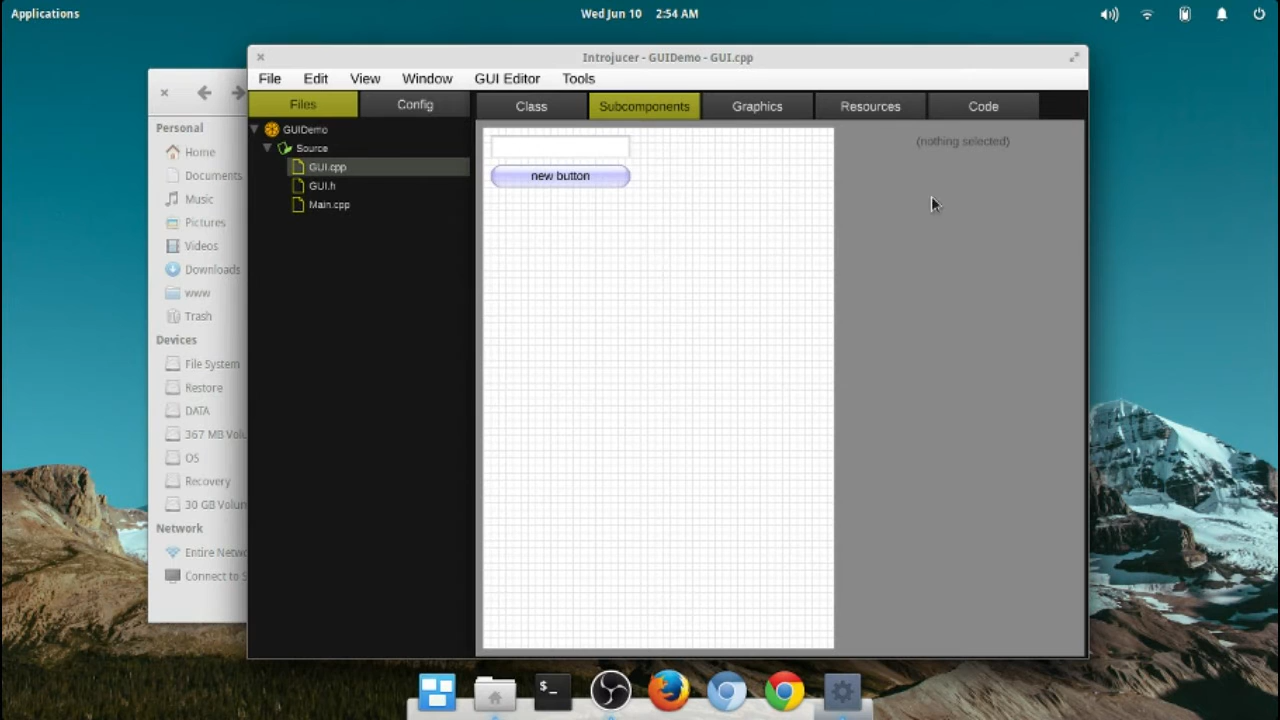 Applications
Wed Jun 10 2:54 AM
Introjucer - GUIDemo - GUI.cpp
File Edit View Window GUI Editor Tools
Files Config
Class Subcomponents Graphics Resources Code
GUIDemo
Source
GUI.cpp
GUI.h
Main.cpp
new button
(nothing selected)
Personal
Home
Documents
Music
Pictures
Videos
Downloads
www
Trash
Devices
File System
Restore
DATA
367 MB Volu
OS
Recovery
30 GB Volun
Network
Entire Netwo
Connect to S
$_